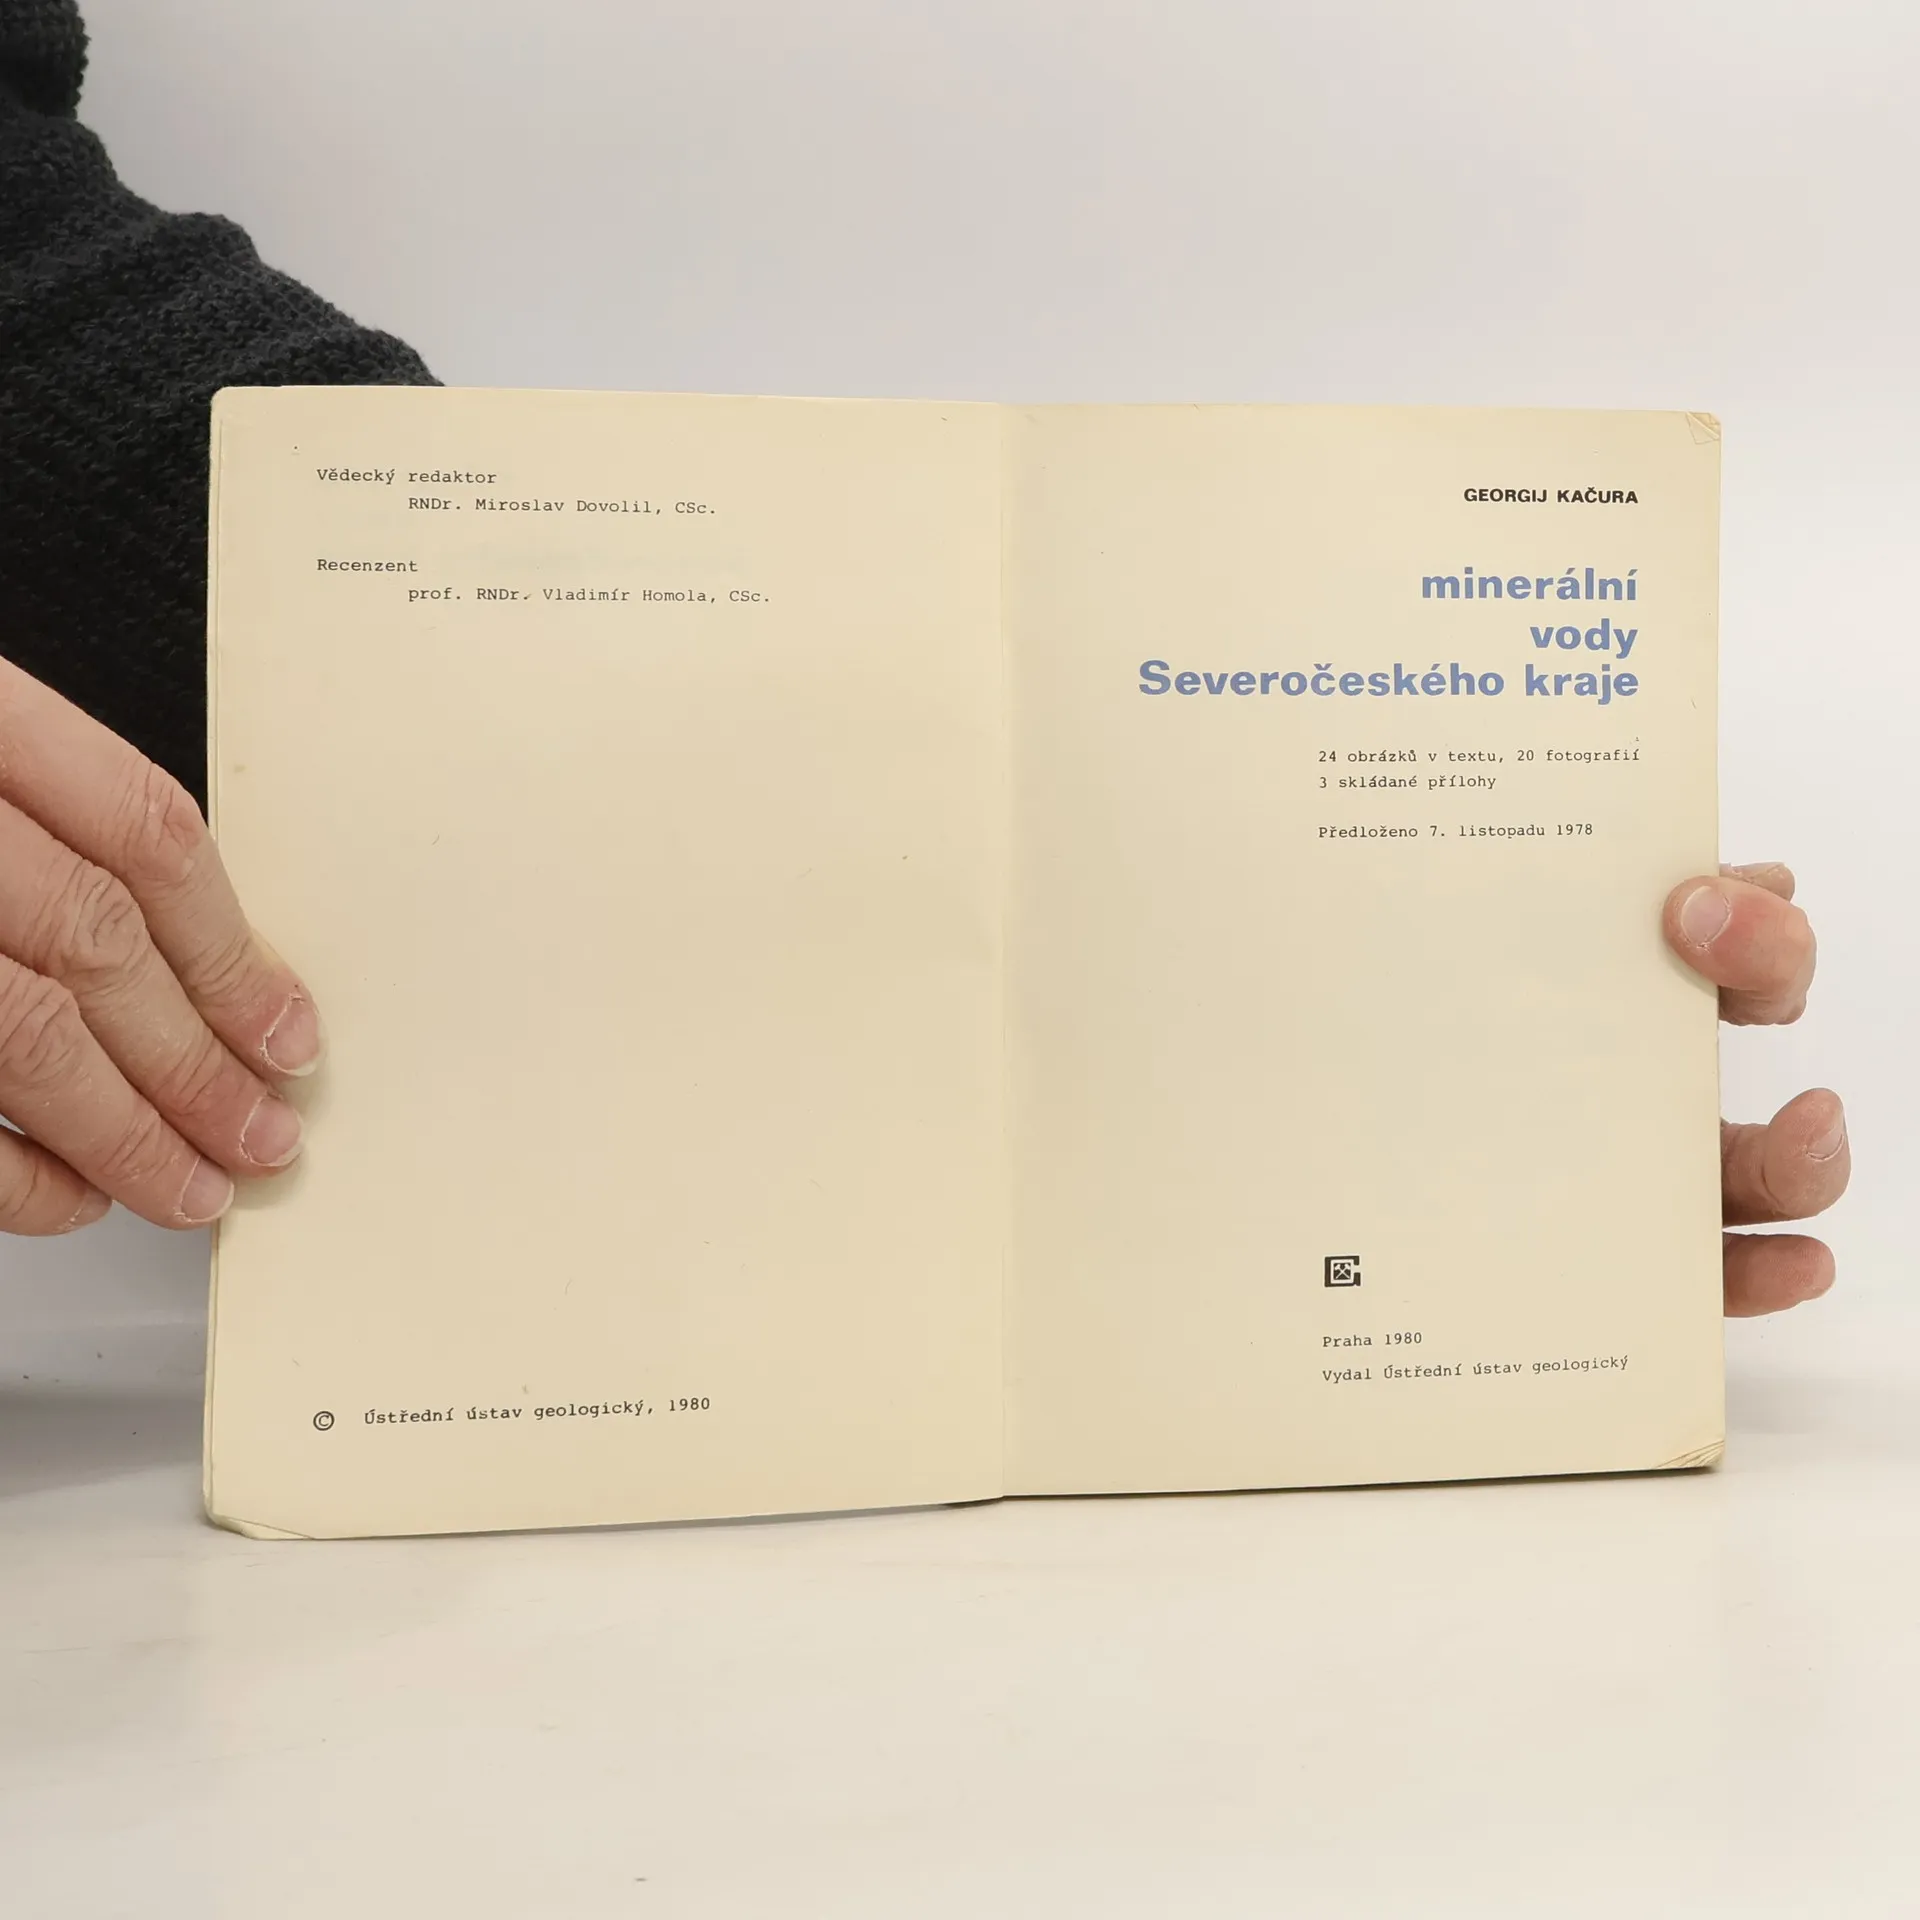 Vědecký redaktor
RNDr. Miroslav Dovolil, CSc.
Recenzent
prof. RNDr. Vladimír Homola, CSc.
© Ústřední ústav geologický, 1980
GEORGIJ KAČURA
minerální
vody
Severočeského kraje
24 obrázků v textu, 20 fotografií
3 skládané přílohy
Předloženo 7. listopadu 1978
Praha 1980
Vydal Ústřední ústav geologický